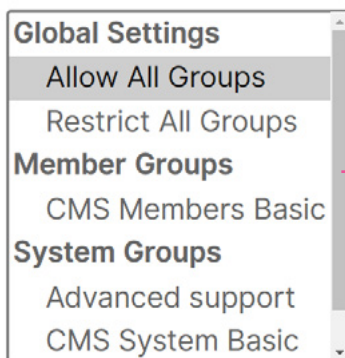 Global Settings
Allow All Groups
Restrict All Groups
Member Groups
CMS Members Basic
System Groups
Advanced support
CMS System Basic